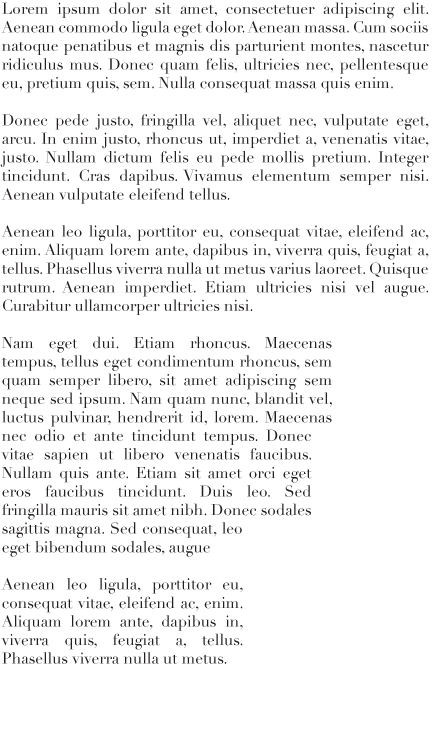 Lorem ipsum dolor sit amet, consectetuer adipiscing elit.
Aenean commodo ligula eget dolor. Aenean massa. Cum sociis
natoque penatibus et magnis dis parturient montes, nascetur
ridiculus mus. Donec quam felis, ultricies nec, pellentesque
eu, pretium quis, sem. Nulla consequat massa quis enim.

Donec pede justo, fringilla vel, aliquet nec, vulputate eget,
arcu. In enim justo, rhoncus ut, imperdiet a, venenatis vitae,
justo. Nullam dictum felis eu pede mollis pretium. Integer
tincidunt. Cras dapibus. Vivamus elementum semper nisi.
Aenean vulputate eleifend tellus.

Aenean leo ligula, porttitor eu, consequat vitae, eleifend ac,
enim. Aliquam lorem ante, dapibus in, viverra quis, feugiat a,
tellus. Phasellus viverra nulla ut metus varius laoreet. Quisque
rutrum. Aenean imperdiet. Etiam ultricies nisi vel augue.
Curabitur ullamcorper ultricies nisi.

Nam eget dui. Etiam rhoncus. Maecenas
tempus, tellus eget condimentum rhoncus, sem
quam semper libero, sit amet adipiscing sem
neque sed ipsum. Nam quam nunc, blandit vel,
luctus pulvinar, hendrerit id, lorem. Maecenas
nec odio et ante tincidunt tempus. Donec
vitae sapien ut libero venenatis faucibus.
Nullam quis ante. Etiam sit amet orci eget
eros faucibus tincidunt. Duis leo. Sed
fringilla mauris sit amet nibh. Donec sodales
sagittis magna. Sed consequat, leo
eget bibendum sodales, augue

Aenean leo ligula, porttitor eu,
consequat vitae, eleifend ac, enim.
Aliquam lorem ante, dapibus in,
viverra quis, feugiat a, tellus.
Phasellus viverra nulla ut metus.